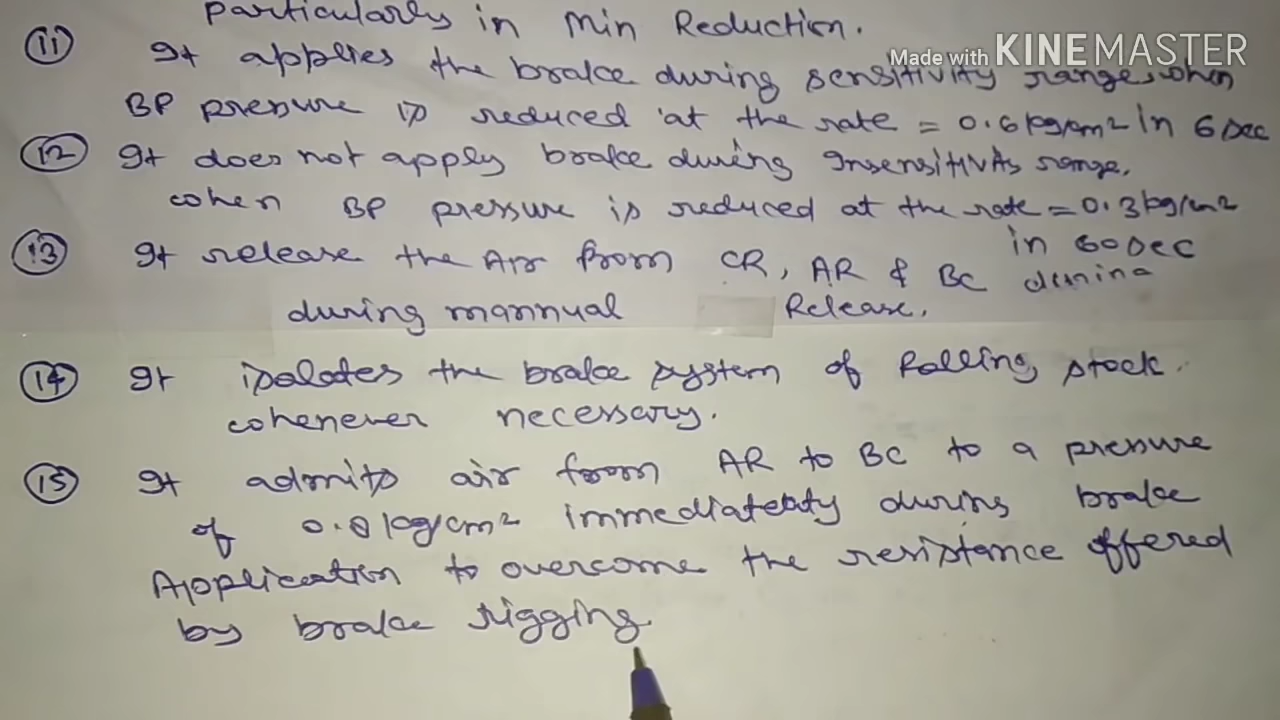 particularly in Min Reduction.
Made with KINEMASTER
(11) It applies the brake during sensitivity range when
BP pressure is reduced at the rate = 0.6 kg/cm2 in 6 sec
(12) It does not apply brake during Insensitivity range.
when BP pressure is reduced at the rate = 0.3 kg/cm2
in 60 sec
(13) It release the Air from CR, AR & BC during
during mannual Release.
(14) It isolates the brake system of Rolling stock.
whenever necessary.
(15) It admits air from AR to BC to a pressure
of 0.8 kg/cm2 immediately during brake
Application to overcome the resistance offered
by brake rigging